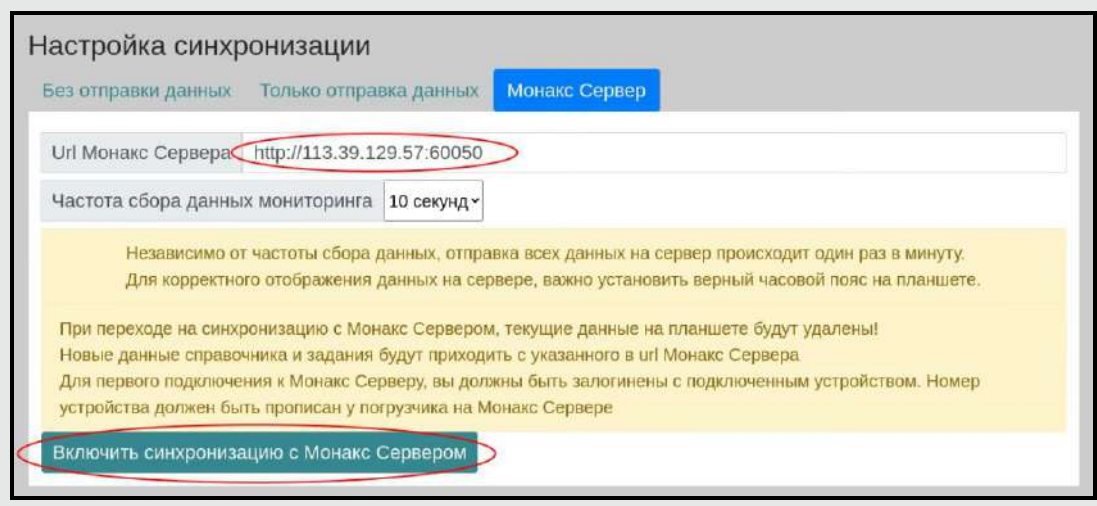 Настройка синхронизации
Без отправки данных Только отправка данных Монакс Сервер
Url Монакс Сервера http://113.39.129.57:60050
Частота сбора данных мониторинга 10 секунд
Независимо от частоты сбора данных, отправка всех данных на сервер происходит один раз в минуту.
Для корректного отображения данных на сервере, важно установить верный часовой пояс на планшете.
При переходе на синхронизацию с Монакс Сервером, текущие данные на планшете будут удалены!
Новые данные справочника и задания будут приходить с указанного в url Монакс Сервера
Для первого подключения к Монакс Серверу, вы должны быть залогинены с подключенным устройством. Номер
устройства должен быть прописан у погрузчика на Монакс Сервере
Включить синхронизацию с Монакс Сервером